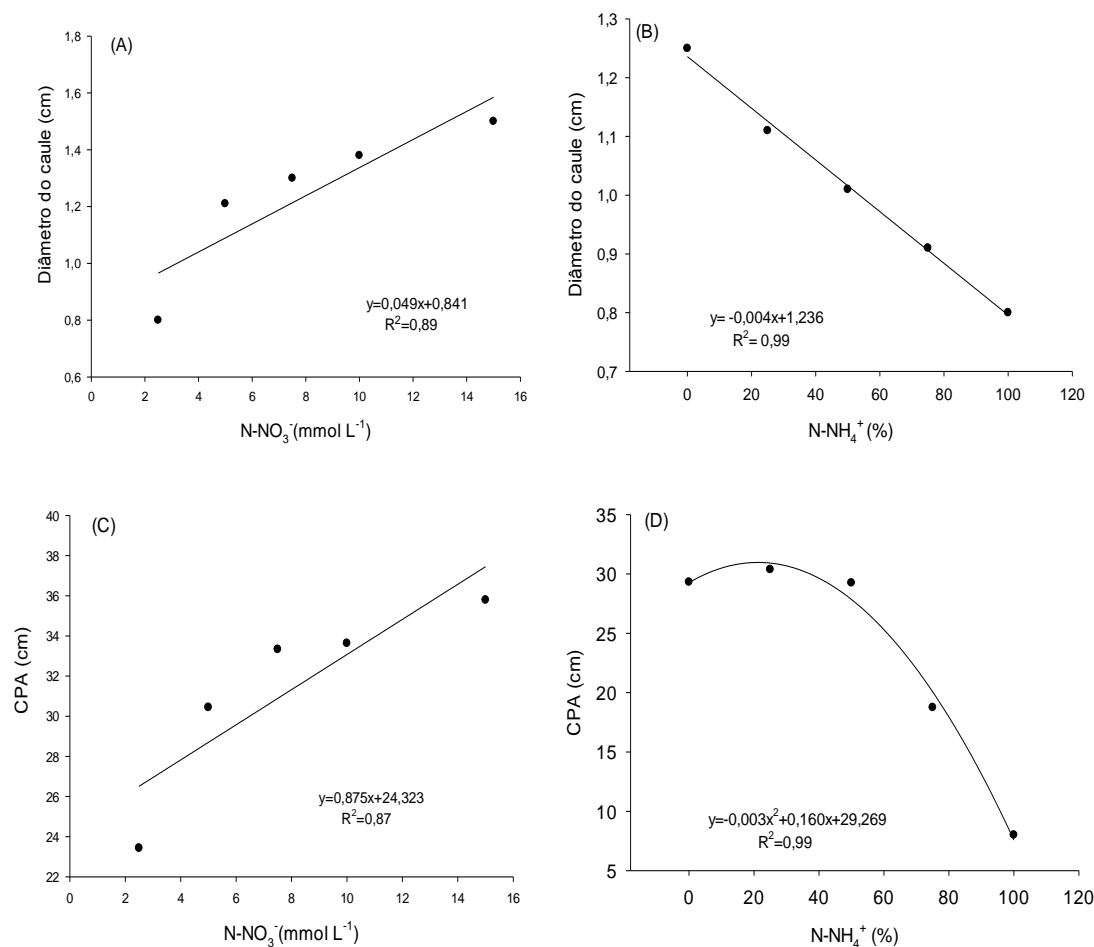 (A)
Diâmetro do caule (cm)
1,8
1,6
1,4
1,2
1,0
0,8
0,6
y=0,049x+0,841
R²=0,89
0 2 4 6 8 10 12 14 16
N-NO₃⁻(mmol L⁻¹)
(B)
Diâmetro do caule (cm)
1,3
1,2
1,1
1,0
0,9
0,8
0,7
y= -0,004x+1,236
R²= 0,99
0 20 40 60 80 100 120
N-NH₄⁺ (%)
(C)
CPA (cm)
40
38
36
34
32
30
28
26
24
22
y=0,875x+24,323
R²=0,87
0 2 4 6 8 10 12 14 16
N-NO₃⁻(mmol L⁻¹)
(D)
CPA (cm)
35
30
25
20
15
10
5
y=-0,003x²+0,160x+29,269
R²=0,99
0 20 40 60 80 100 120
N-NH₄⁺ (%)